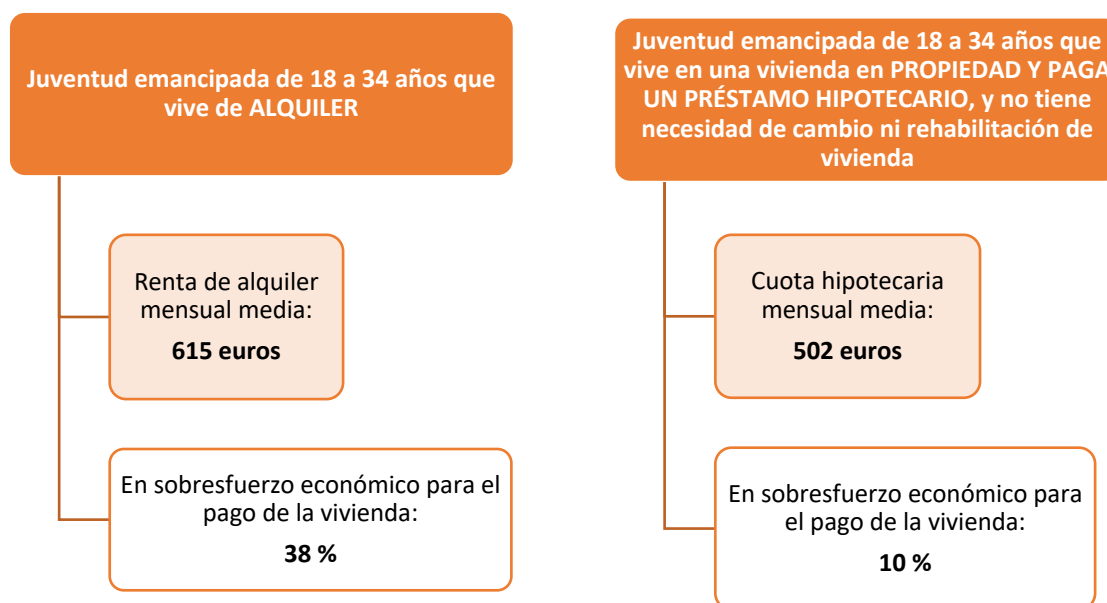 Juventud emancipada de 18 a 34 años que
vive de ALQUILER
Renta de alquiler
mensual media:
615 euros
En sobresfuerzo económico para el
pago de la vivienda:
38 %
Juventud emancipada de 18 a 34 años que
vive en una vivienda en PROPIEDAD Y PAGA
UN PRÉSTAMO HIPOTECARIO, y no tiene
necesidad de cambio ni rehabilitación de
vivienda
Cuota hipotecaria
mensual media:
502 euros
En sobresfuerzo económico para
el pago de la vivienda:
10 %